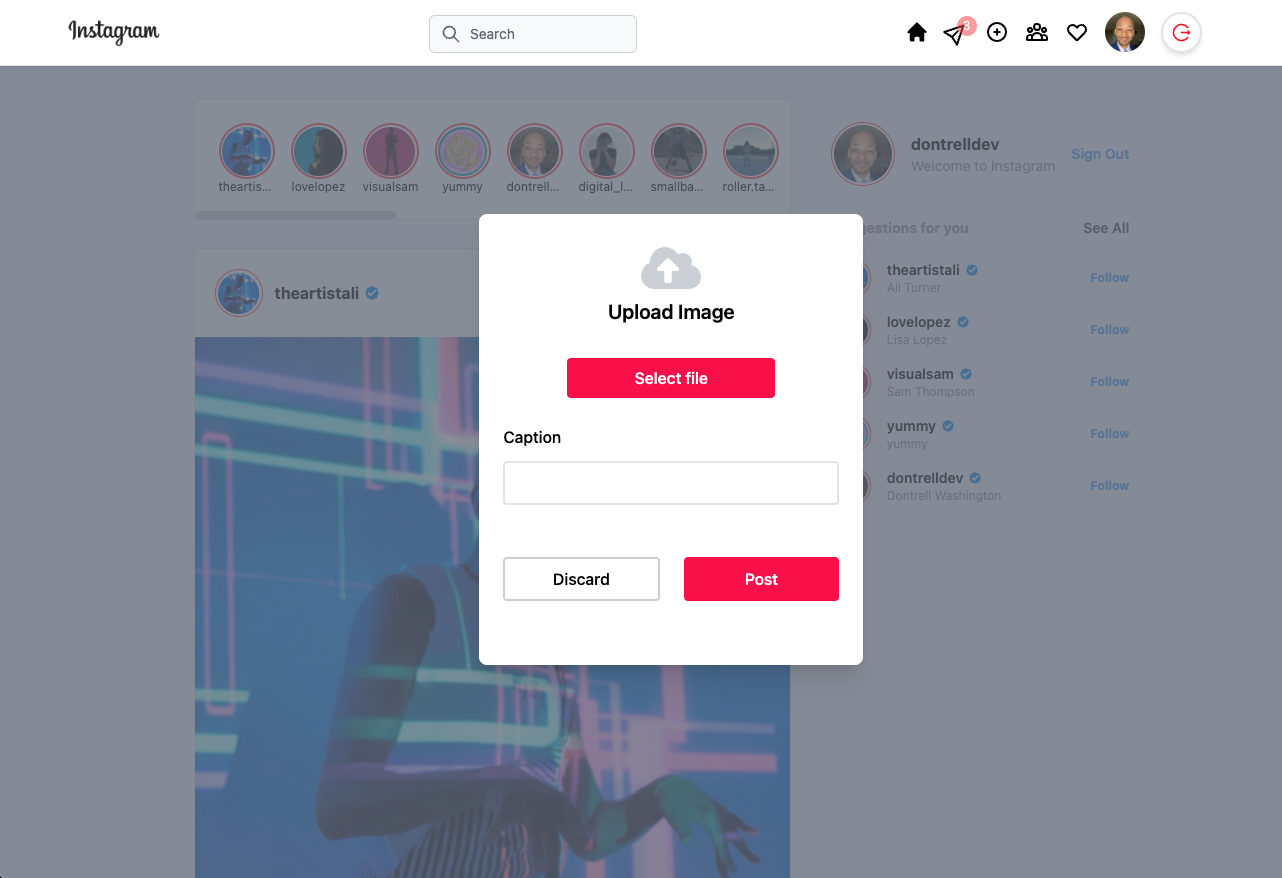 Instagram
Search
3
theartis...
lovelopez
visualsam
yummy
dontrell...
digital_l...
smallba...
roller.ta...
dontrelldev
Welcome to Instagram
Sign Out
gestions for you
See All
theartistali
Ali Turner
Follow
lovelopez
Lisa Lopez
Follow
visualsam
Sam Thompson
Follow
yummy
yummy
Follow
dontrelldev
Dontrell Washington
Follow
theartistali
Upload Image
Select file
Caption
Discard
Post